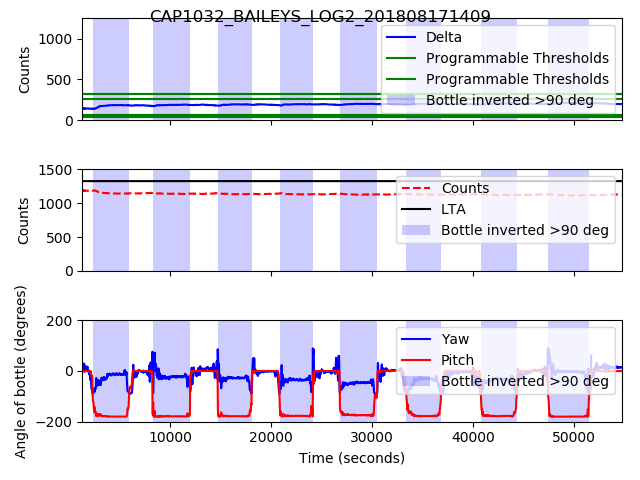 CAP1032_BAILEYS_LOG2_201808171409
Counts
1000
500
0
Delta
Programmable Thresholds
Programmable Thresholds
Bottle inverted >90 deg
Counts
1500
1000
500
0
Counts
LTA
Bottle inverted >90 deg
Angle of bottle (degrees)
200
0
−200
Yaw
Pitch
Bottle inverted >90 deg
10000 20000 30000 40000 50000
Time (seconds)